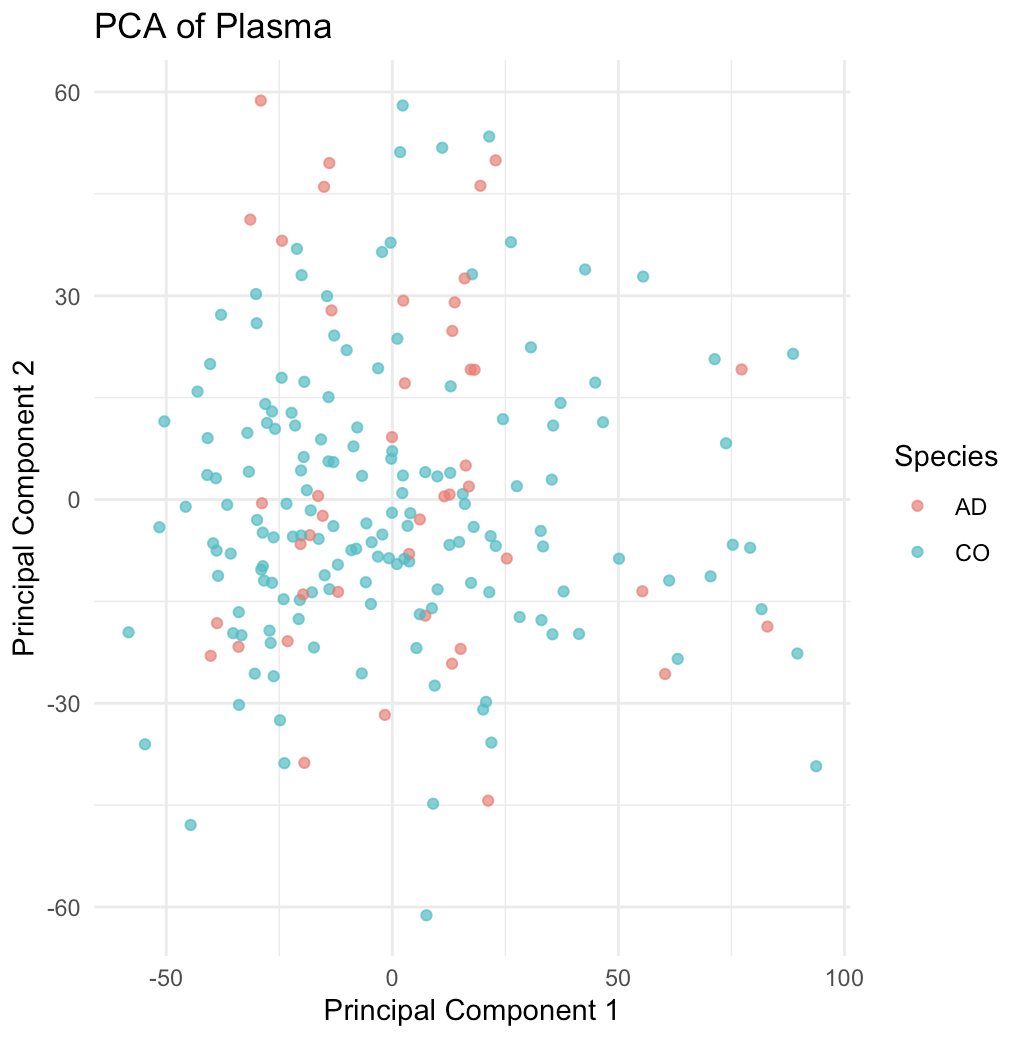 PCA of Plasma
60
30
0
-30
-60
Principal Component 2
-50
0
50
100
Principal Component 1
Species
AD
CO